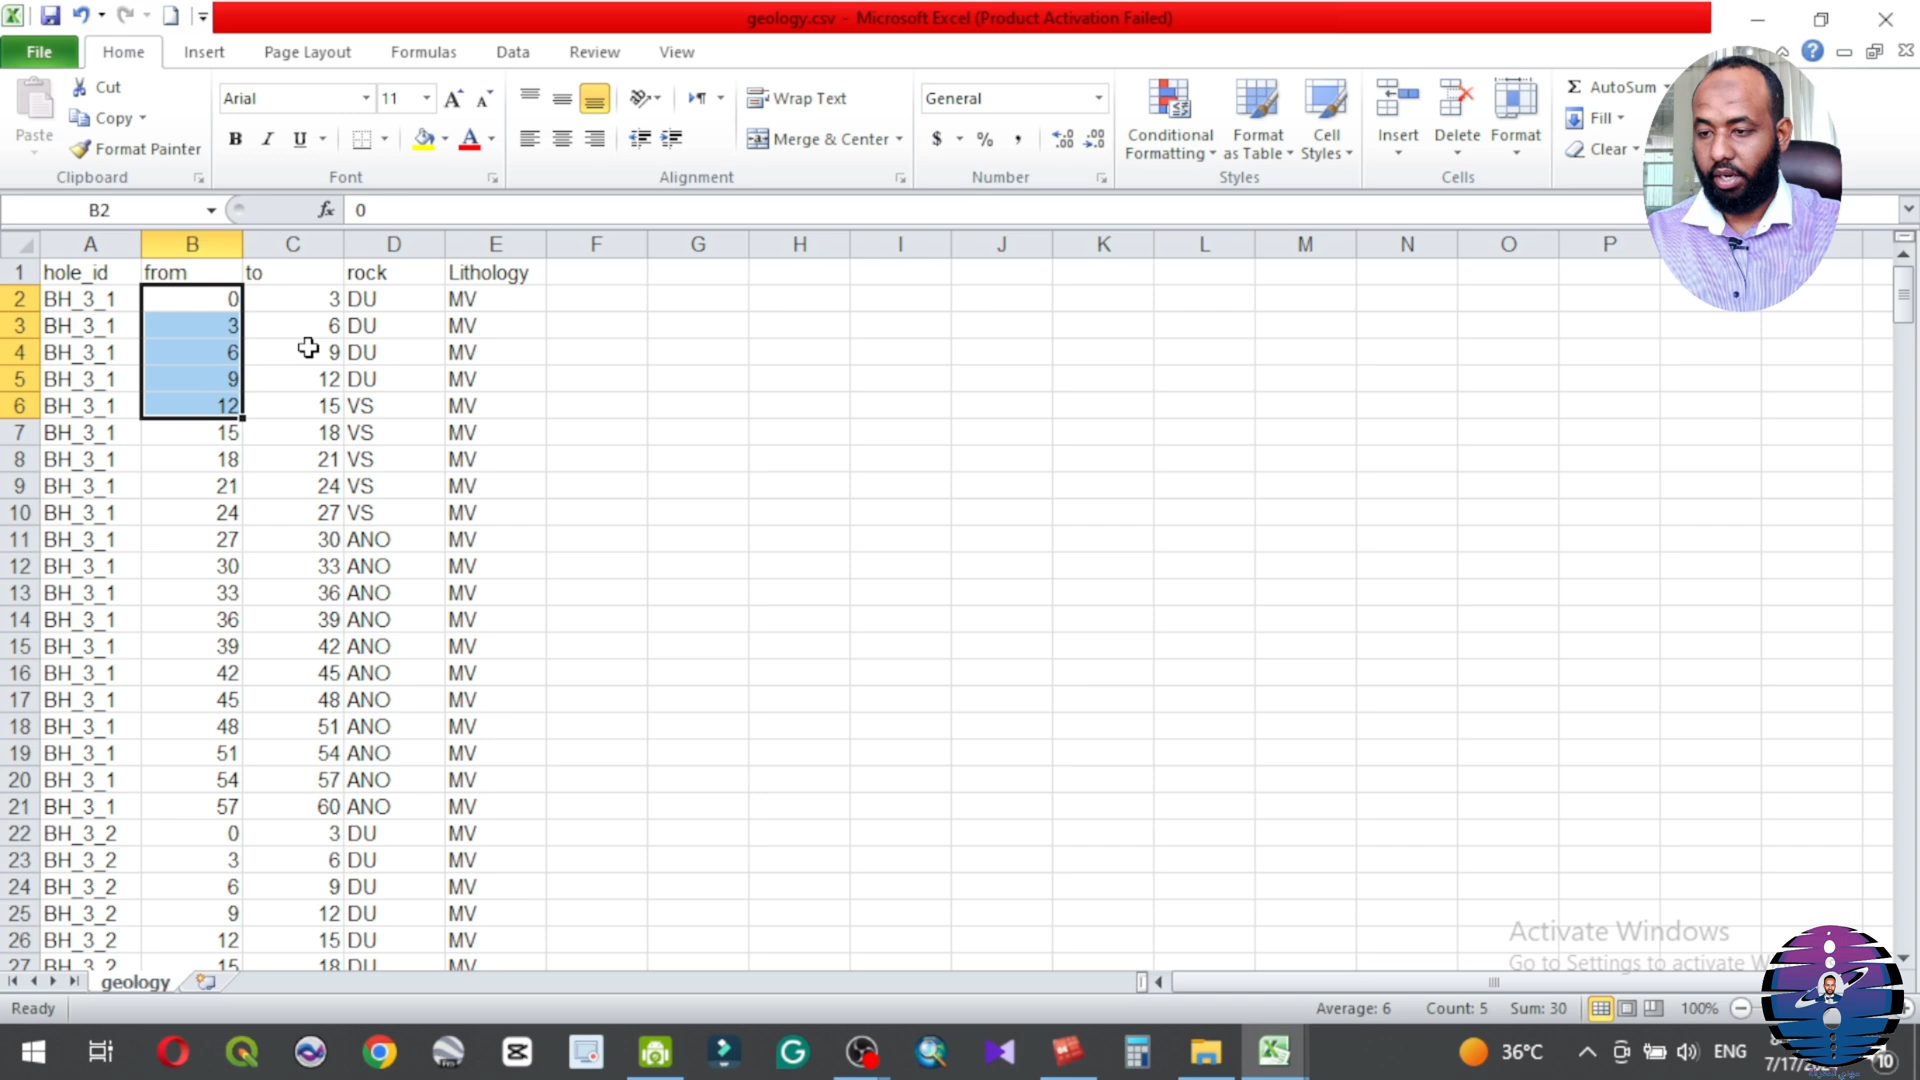 geology.csv - Microsoft Excel (Product Activation Failed)
File Home Insert Page Layout Formulas Data Review View
Paste
Cut
Copy
Format Painter
Clipboard
Arial 11
B I U
Font
Wrap Text
Merge & Center
Alignment
General
$ % ,
Number
Conditional Formatting
Format as Table
Cell Styles
Styles
Insert Delete Format
Cells
Σ AutoSum
Fill
Clear
B2 fx 0
A B C D E F G H I J K L M N O P
1 hole_id from to rock Lithology
2 BH_3_1 0 3 DU MV
3 BH_3_1 3 6 DU MV
4 BH_3_1 6 9 DU MV
5 BH_3_1 9 12 DU MV
6 BH_3_1 12 15 VS MV
7 BH_3_1 15 18 VS MV
8 BH_3_1 18 21 VS MV
9 BH_3_1 21 24 VS MV
10 BH_3_1 24 27 VS MV
11 BH_3_1 27 30 ANO MV
12 BH_3_1 30 33 ANO MV
13 BH_3_1 33 36 ANO MV
14 BH_3_1 36 39 ANO MV
15 BH_3_1 39 42 ANO MV
16 BH_3_1 42 45 ANO MV
17 BH_3_1 45 48 ANO MV
18 BH_3_1 48 51 ANO MV
19 BH_3_1 51 54 ANO MV
20 BH_3_1 54 57 ANO MV
21 BH_3_1 57 60 ANO MV
22 BH_3_2 0 3 DU MV
23 BH_3_2 3 6 DU MV
24 BH_3_2 6 9 DU MV
25 BH_3_2 9 12 DU MV
26 BH_3_2 12 15 DU MV
27 BH_3_2 15 18 DU MV
Activate Windows
Go to Settings to activate
geology
Ready Average: 6 Count: 5 Sum: 30 100%
36°C ENG
7/17/2
10